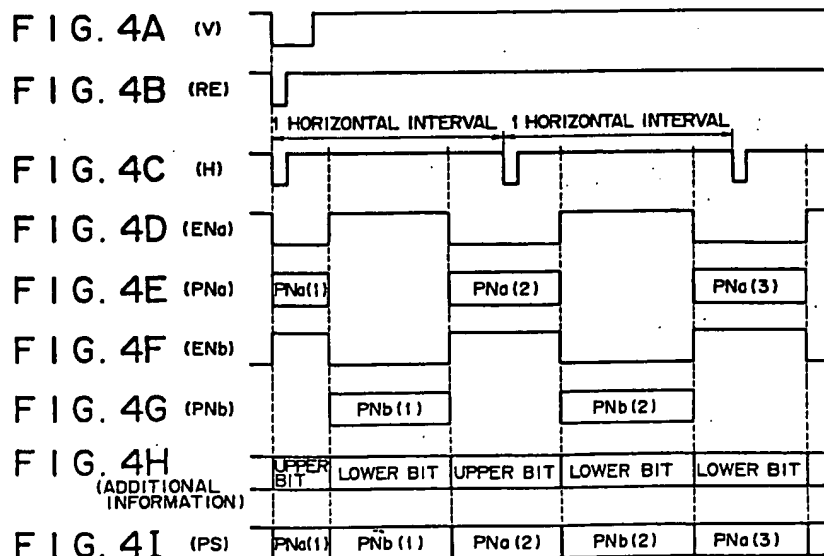 FIG. 4A (V)
FIG. 4B (RE)
1 HORIZONTAL INTERVAL 1 HORIZONTAL INTERVAL
FIG. 4C (H)
FIG. 4D (ENa)
FIG. 4E (PNa) PNa(1) PNa(2) PNa(3)
FIG. 4F (ENb)
FIG. 4G (PNb) PNb(1) PNb(2)
FIG. 4H (ADDITIONAL INFORMATION) UPPER BIT LOWER BIT UPPER BIT LOWER BIT LOWER BIT
FIG. 4I (PS) PNa(1) PNb(1) PNa(2) PNb(2) PNa(3)